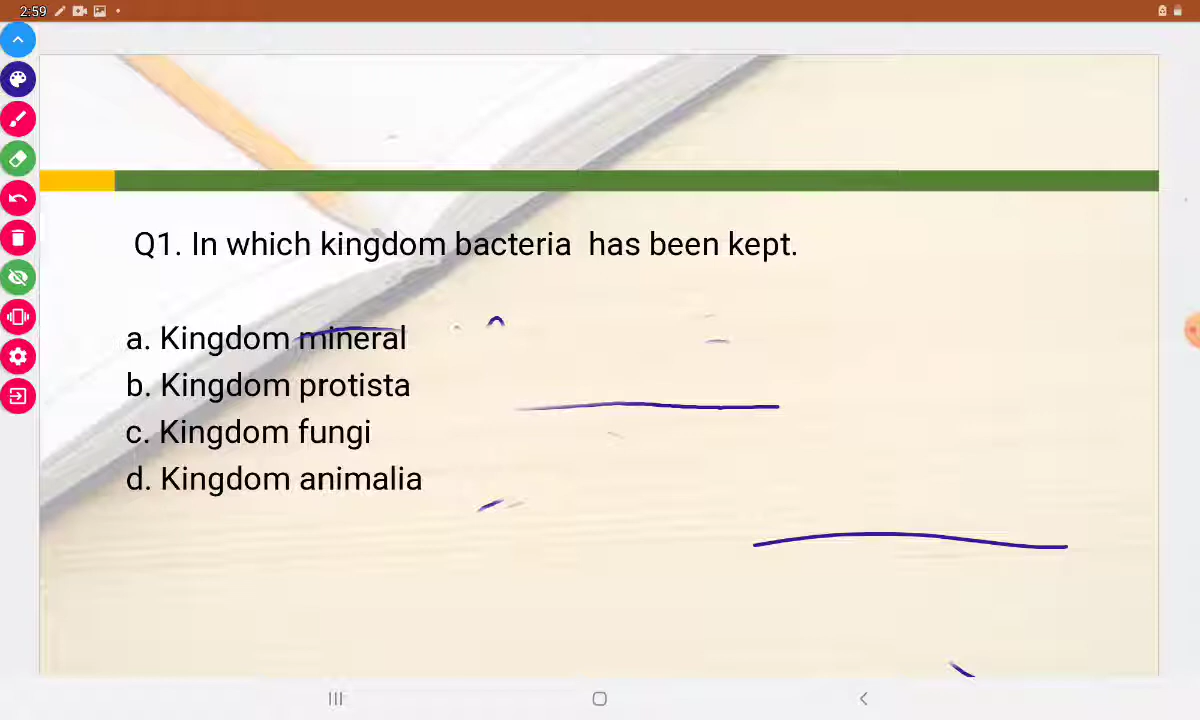 2:59
Q1. In which kingdom bacteria  has been kept.
a. Kingdom mineral
b. Kingdom protista
c. Kingdom fungi
d. Kingdom animalia